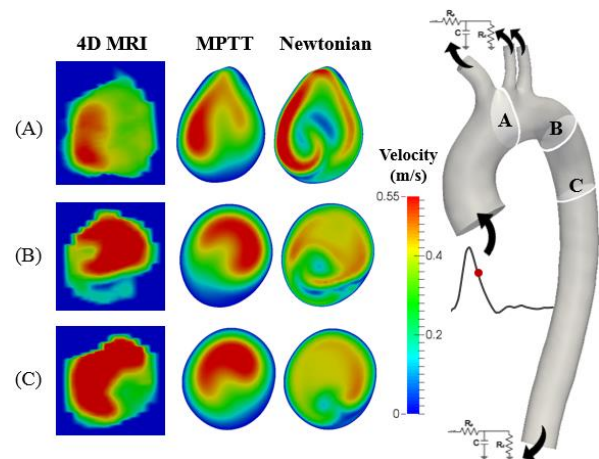 4D MRI MPTT Newtonian
(A)
(B)
(C)
Velocity
(m/s)
0.55
0.4
0.2
0
A
B
C
C
C